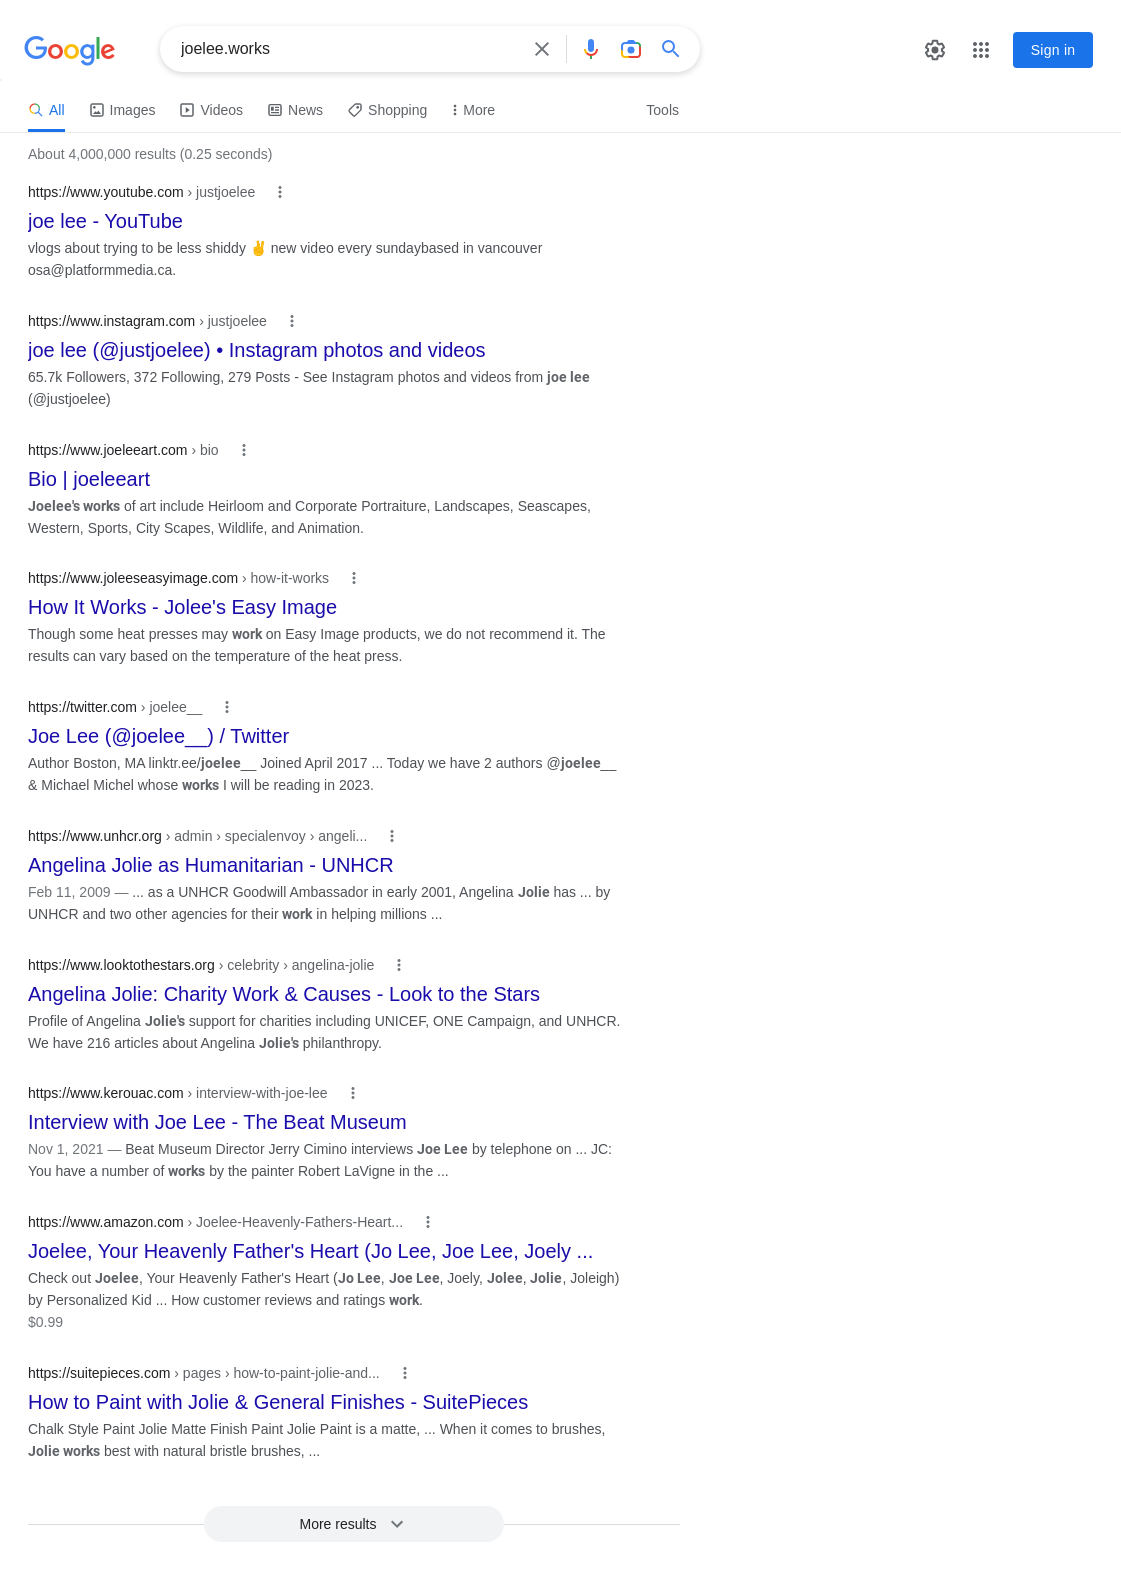 Google
joelee.works
Sign in
All
Images
Videos
News
Shopping
More
Tools
About 4,000,000 results (0.25 seconds)
https://www.youtube.com › justjoelee
joe lee - YouTube
vlogs about trying to be less shiddy ✌️ new video every sundaybased in vancouver
osa@platformmedia.ca.
https://www.instagram.com › justjoelee
joe lee (@justjoelee) • Instagram photos and videos
65.7k Followers, 372 Following, 279 Posts - See Instagram photos and videos from joe lee
(@justjoelee)
https://www.joeleeart.com › bio
Bio | joeleeart
Joelee's works of art include Heirloom and Corporate Portraiture, Landscapes, Seascapes,
Western, Sports, City Scapes, Wildlife, and Animation.
https://www.joleeseasyimage.com › how-it-works
How It Works - Jolee's Easy Image
Though some heat presses may work on Easy Image products, we do not recommend it. The
results can vary based on the temperature of the heat press.
https://twitter.com › joelee__
Joe Lee (@joelee__) / Twitter
Author Boston, MA linktr.ee/joelee__ Joined April 2017 ... Today we have 2 authors @joelee__
& Michael Michel whose works I will be reading in 2023.
https://www.unhcr.org › admin › specialenvoy › angeli...
Angelina Jolie as Humanitarian - UNHCR
Feb 11, 2009 — ... as a UNHCR Goodwill Ambassador in early 2001, Angelina Jolie has ... by
UNHCR and two other agencies for their work in helping millions ...
https://www.looktothestars.org › celebrity › angelina-jolie
Angelina Jolie: Charity Work & Causes - Look to the Stars
Profile of Angelina Jolie's support for charities including UNICEF, ONE Campaign, and UNHCR.
We have 216 articles about Angelina Jolie's philanthropy.
https://www.kerouac.com › interview-with-joe-lee
Interview with Joe Lee - The Beat Museum
Nov 1, 2021 — Beat Museum Director Jerry Cimino interviews Joe Lee by telephone on ... JC:
You have a number of works by the painter Robert LaVigne in the ...
https://www.amazon.com › Joelee-Heavenly-Fathers-Heart...
Joelee, Your Heavenly Father's Heart (Jo Lee, Joe Lee, Joely ...
Check out Joelee, Your Heavenly Father's Heart (Jo Lee, Joe Lee, Joely, Jolee, Jolie, Joleigh)
by Personalized Kid ... How customer reviews and ratings work.
$0.99
https://suitepieces.com › pages › how-to-paint-jolie-and...
How to Paint with Jolie & General Finishes - SuitePieces
Chalk Style Paint Jolie Matte Finish Paint Jolie Paint is a matte, ... When it comes to brushes,
Jolie works best with natural bristle brushes, ...
More results